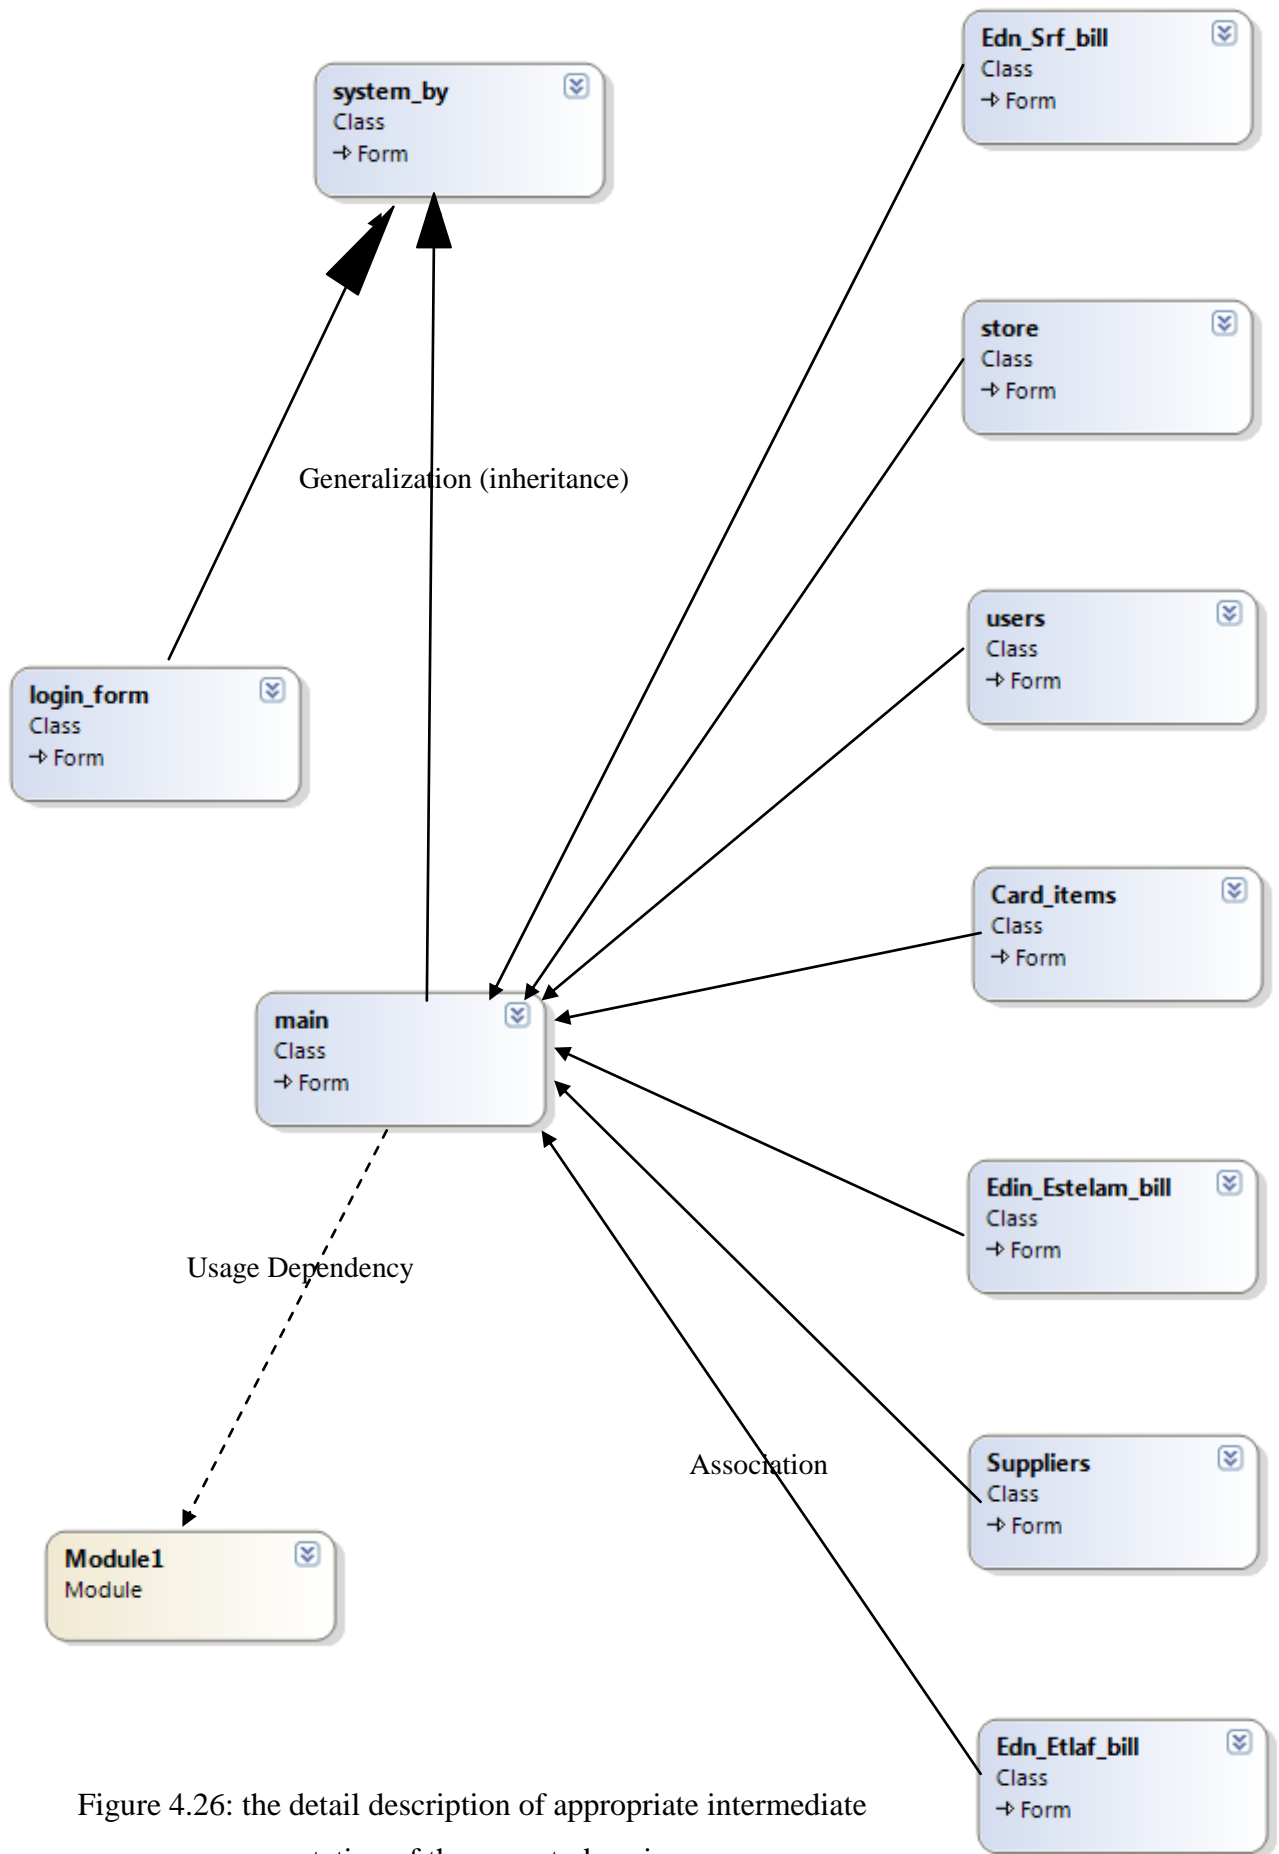 Edn_Srf_bill
Class
Form
system_by
Class
Form
store
Class
Form
Generalization (inheritance)
users
Class
Form
login_form
Class
Form
Card_items
Class
Form
main
Class
Form
Edin_Estelam_bill
Class
Form
Usage Dependency
Suppliers
Class
Form
Association
Module1
Module
Edn_Etlaf_bill
Class
Form
Figure 4.26: the detail description of appropriate intermediate